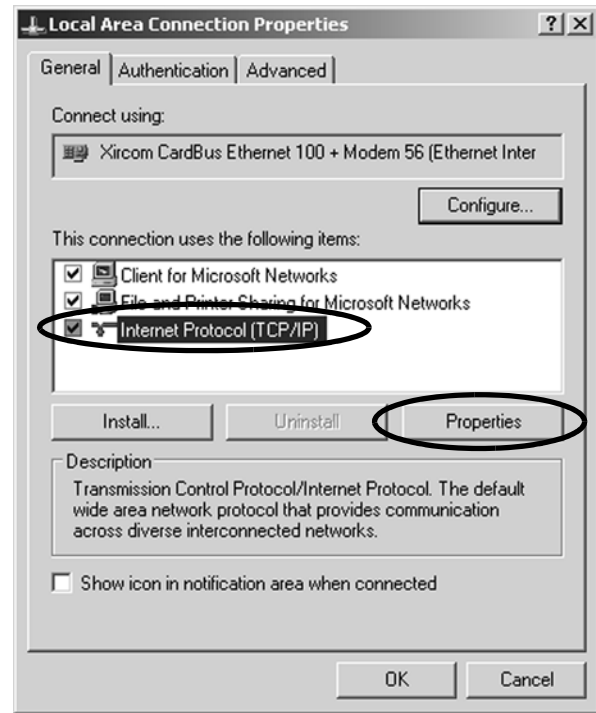 Local Area Connection Properties
General Authentication Advanced
Connect using:
Xircom CardBus Ethernet 100 + Modem 56 (Ethernet Inter
Configure...
This connection uses the following items:
Client for Microsoft Networks
File and Printer Sharing for Microsoft Networks
Internet Protocol (TCP/IP)
Install... Uninstall Properties
Description
Transmission Control Protocol/Internet Protocol. The default
wide area network protocol that provides communication
across diverse interconnected networks.
Show icon in notification area when connected
OK Cancel